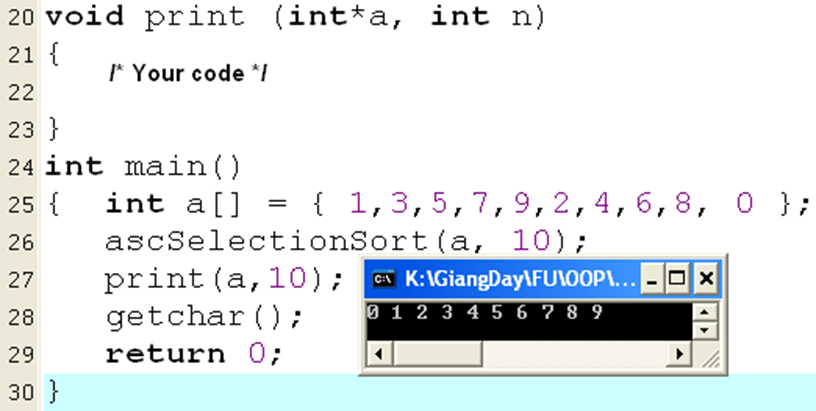 20 void print (int*a, int n)
21 {
/* Your code */
22
23 }
24 int main()
25 { int a[] = { 1,3,5,7,9,2,4,6,8, 0 };
26 ascSelectionSort(a, 10);
27 print(a,10);
K:\GiangDay\FU\OOP\...
28 getchar();
0 1 2 3 4 5 6 7 8 9
29 return 0;
30 }